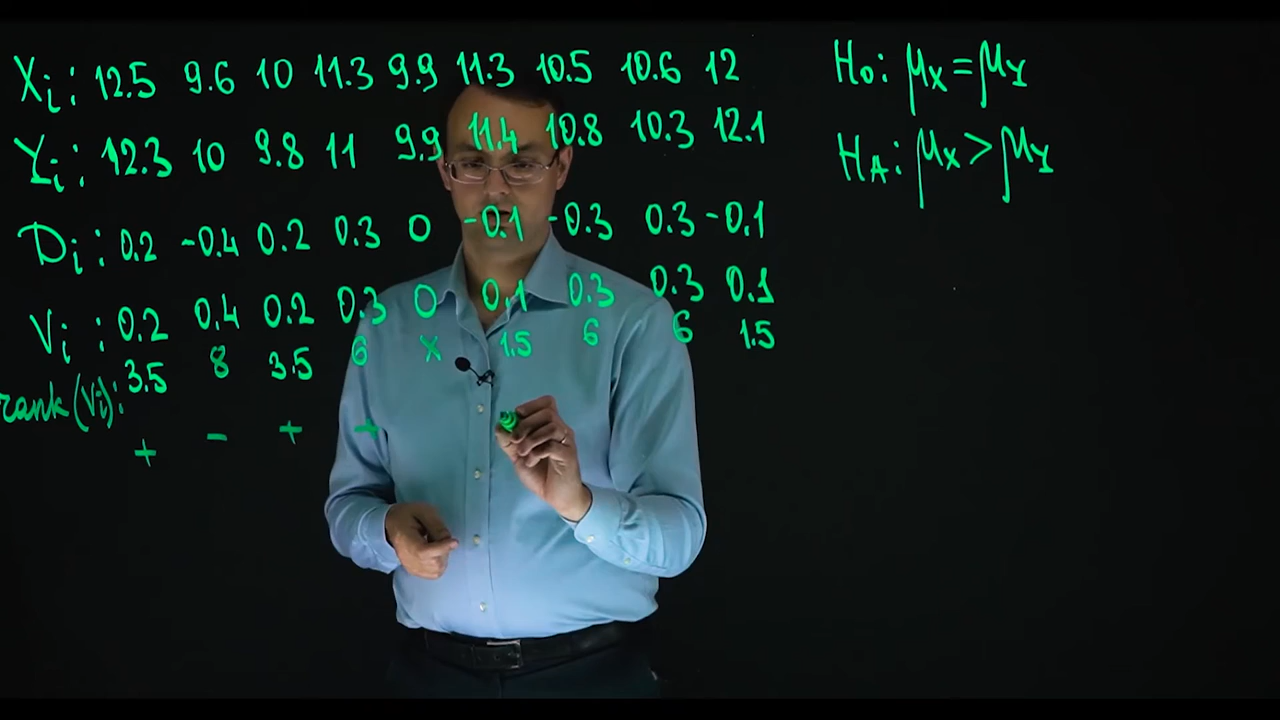 Xi: 12.5 9.6 10 11.3 9.9 11.3 10.5 10.6 12
Yi: 12.3 10 9.8 11 9.9 11.4 10.8 10.3 12.1
Di: 0.2 -0.4 0.2 0.3 0 -0.1 -0.3 0.3 -0.1
Vi: 0.2 0.4 0.2 0.3 0 0.1 0.3 0.3 0.1
rank(Vi): 3.5 8 3.5 6 x 1.5 6 6 1.5
+ - + +
H0: μX = μY
HA: μX > μY